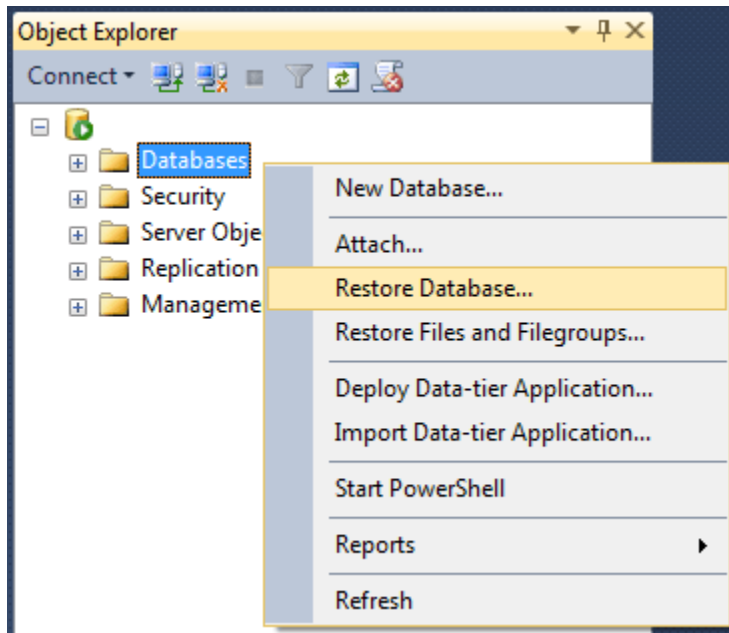 Object Explorer
Connect
Databases
Security
Server Obje
Replication
Manageme
New Database...
Attach...
Restore Database...
Restore Files and Filegroups...
Deploy Data-tier Application...
Import Data-tier Application...
Start PowerShell
Reports
Refresh